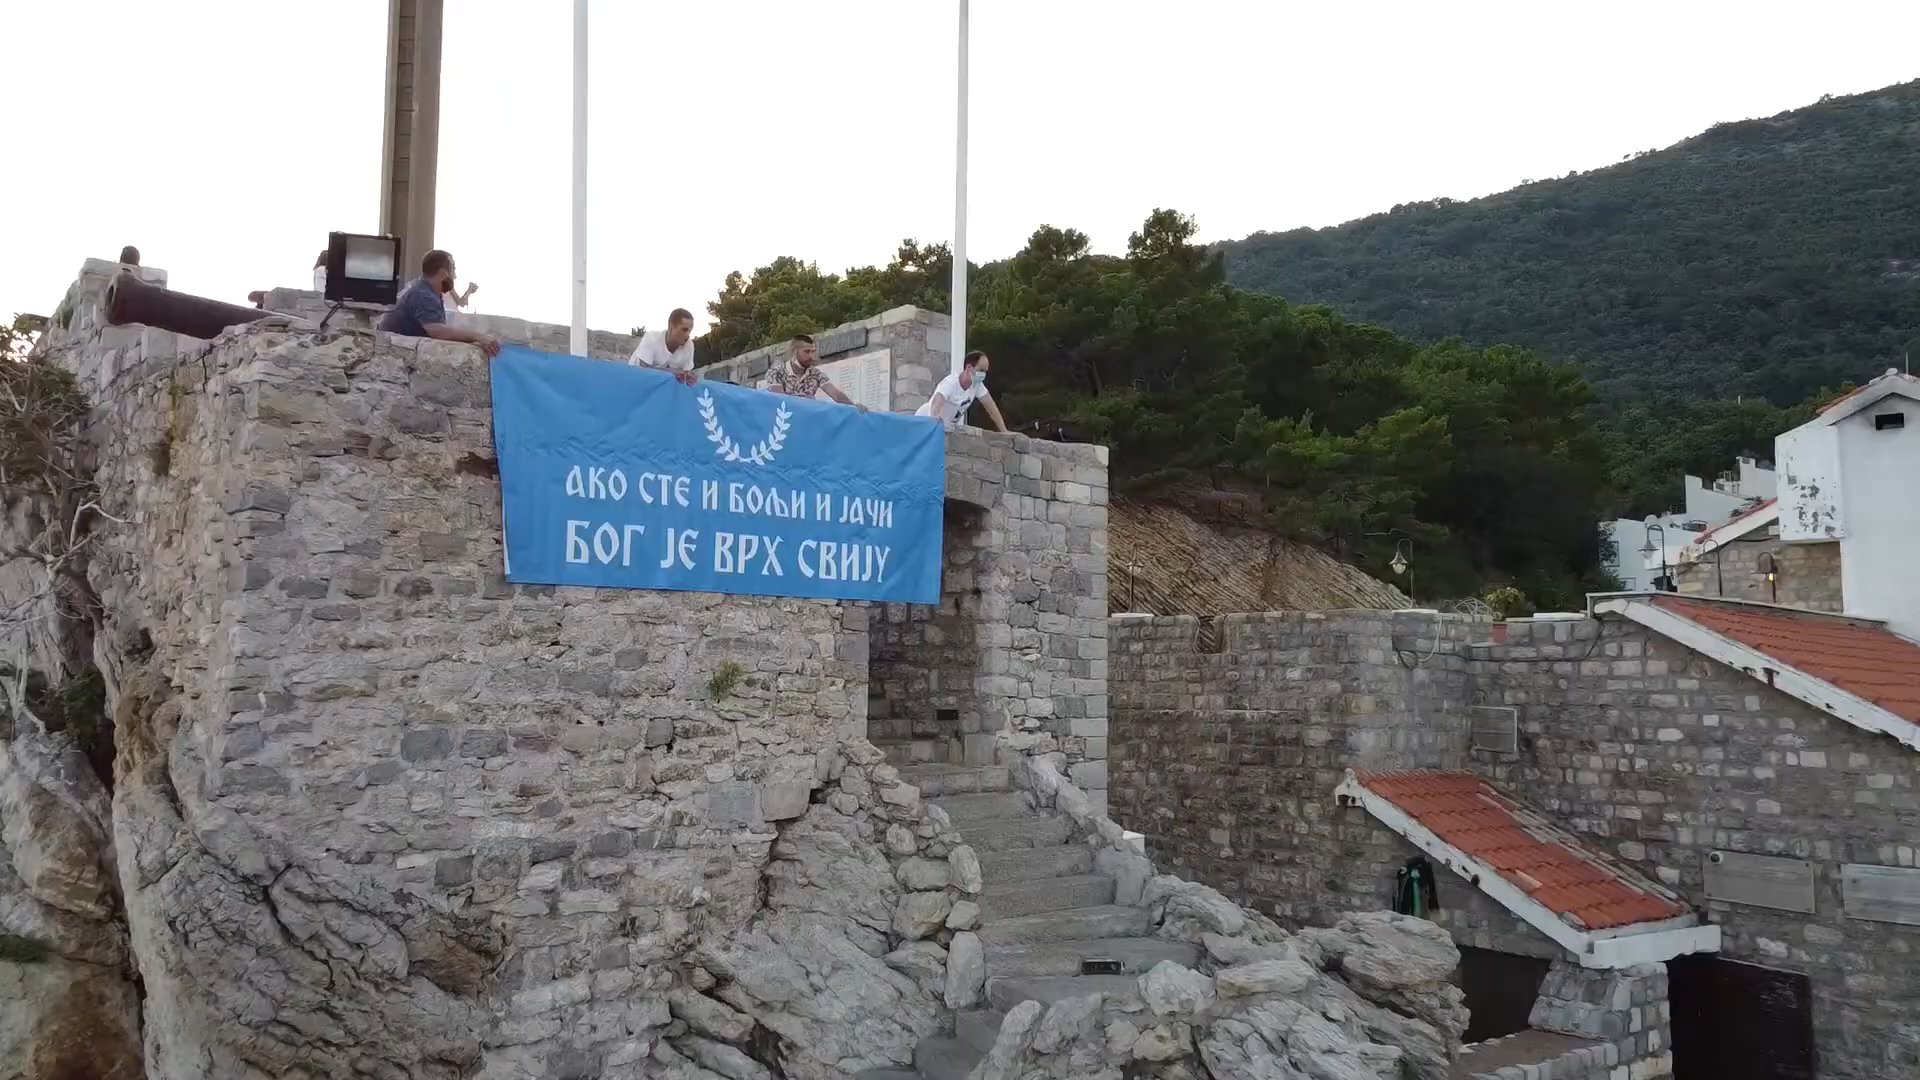 АКО СТЕ И БОЉИ И ЈАЧИ
БОГ ЈЕ ВРХ СВИЈУ